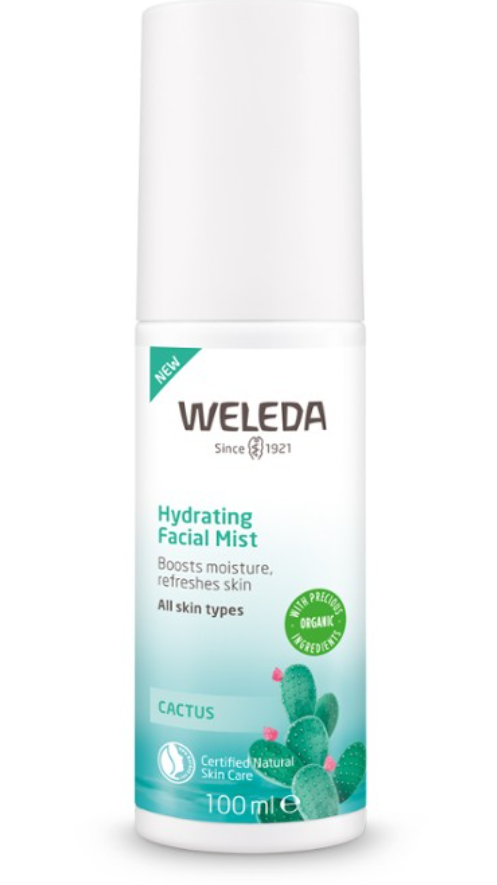 NEW
WELEDA
Since 1921
Hydrating
Facial Mist
Boosts moisture,
refreshes skin
All skin types
WITH PRECIOUS
ORGANIC
INGREDIENTS
CACTUS
Certified Natural
Skin Care
100 ml ℮